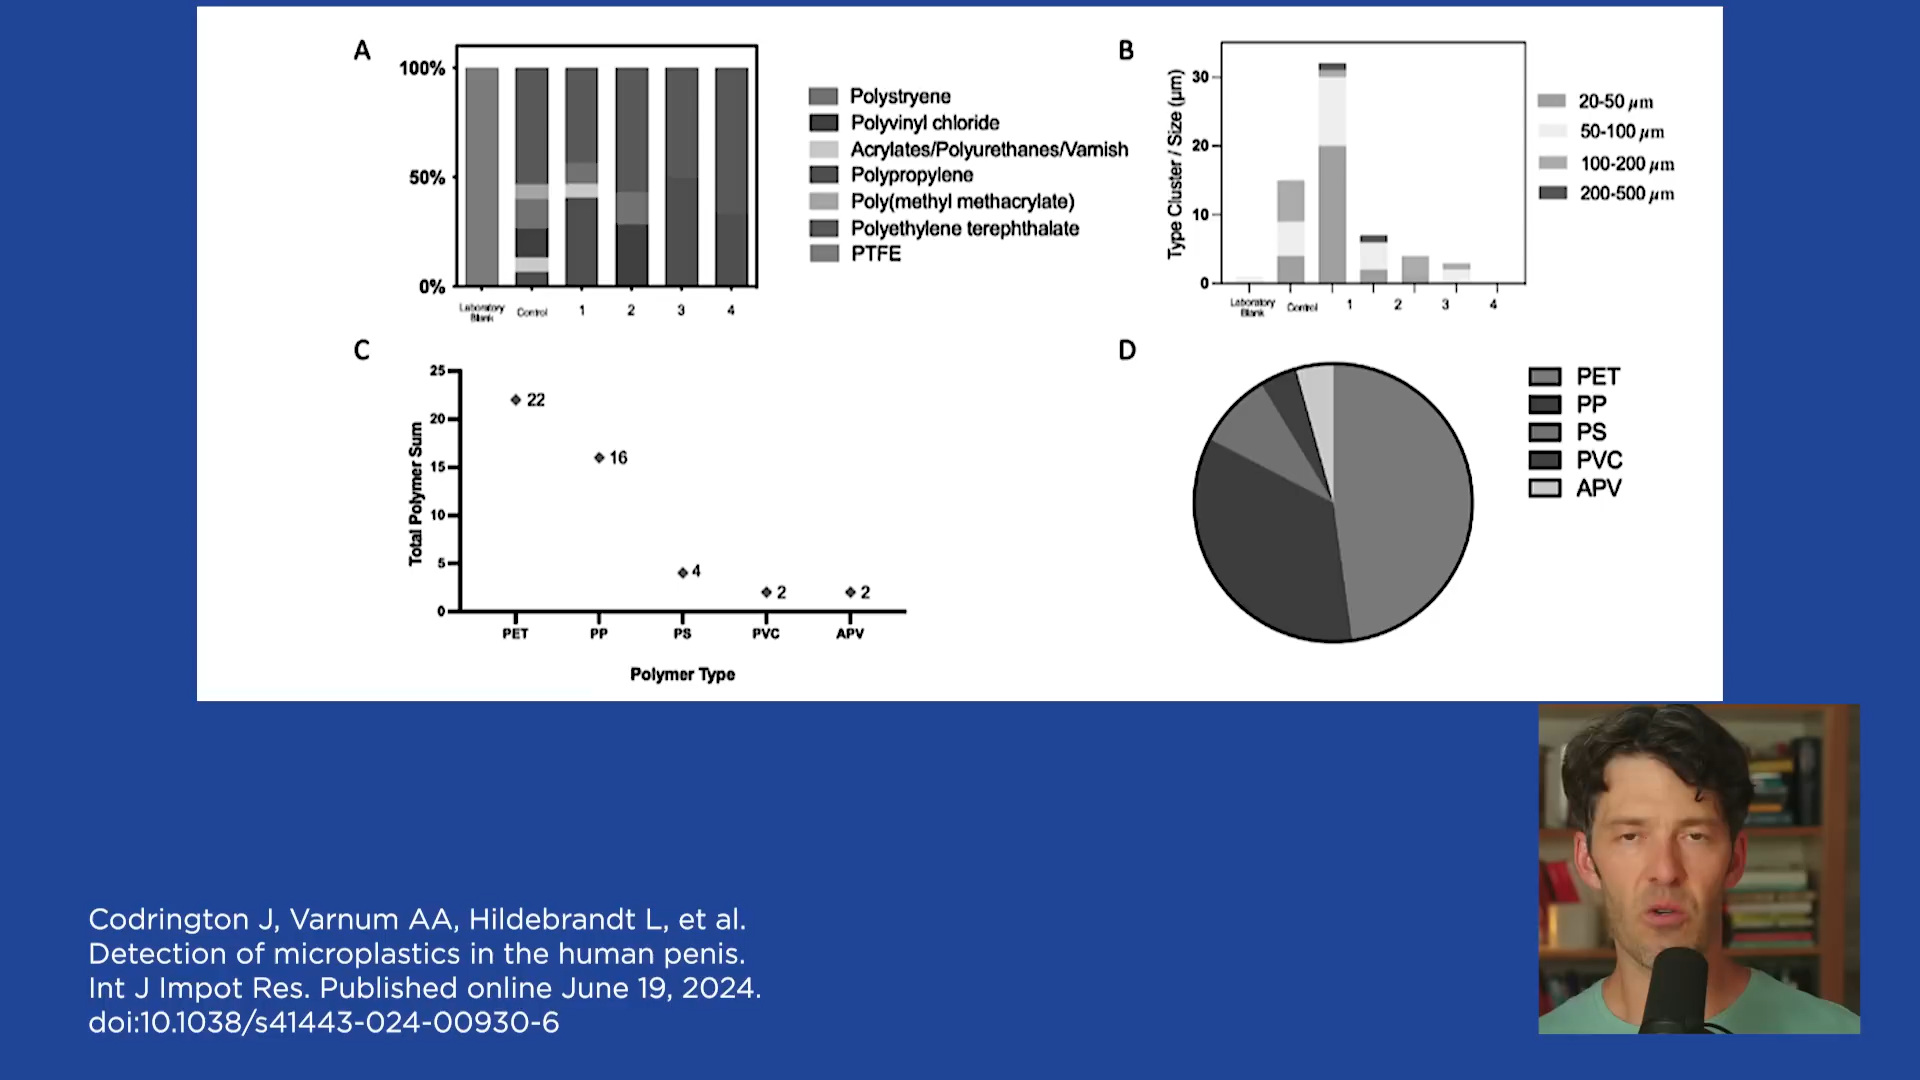 A
100%
50%
0%
Laboratory
Blank
Control
1
2
3
4
Polystryene
Polyvinyl chloride
Acrylates/Polyurethanes/Varnish
Polypropylene
Poly(methyl methacrylate)
Polyethylene terephthalate
PTFE
B
Type Cluster / Size (μm)
30
20
10
0
Laboratory
Blank
Control
1
2
3
4
20-50 μm
50-100 μm
100-200 μm
200-500 μm
C
Total Polymer Sum
25
20
15
10
5
0
22
16
4
2
2
PET
PP
PS
PVC
APV
Polymer Type
D
PET
PP
PS
PVC
APV
Codrington J, Varnum AA, Hildebrandt L, et al.
Detection of microplastics in the human penis.
Int J Impot Res. Published online June 19, 2024.
doi:10.1038/s41443-024-00930-6